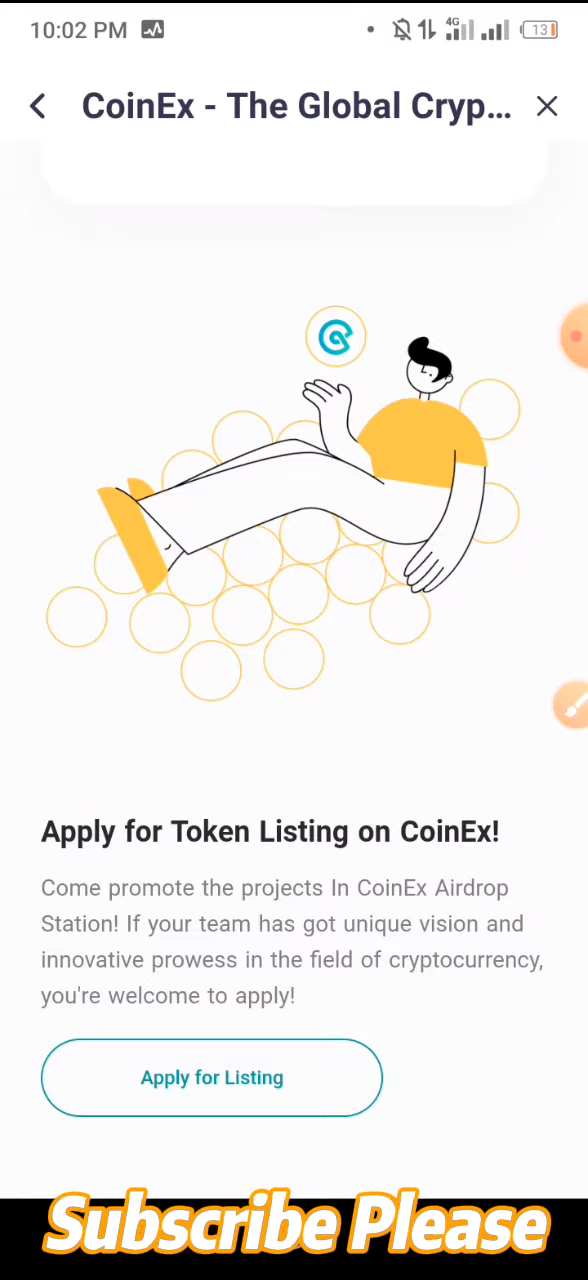 10:02 PM
4G
13
CoinEx - The Global Cryp...
Apply for Token Listing on CoinEx!
Come promote the projects In CoinEx Airdrop
Station! If your team has got unique vision and
innovative prowess in the field of cryptocurrency,
you're welcome to apply!
Apply for Listing
Subscribe Please